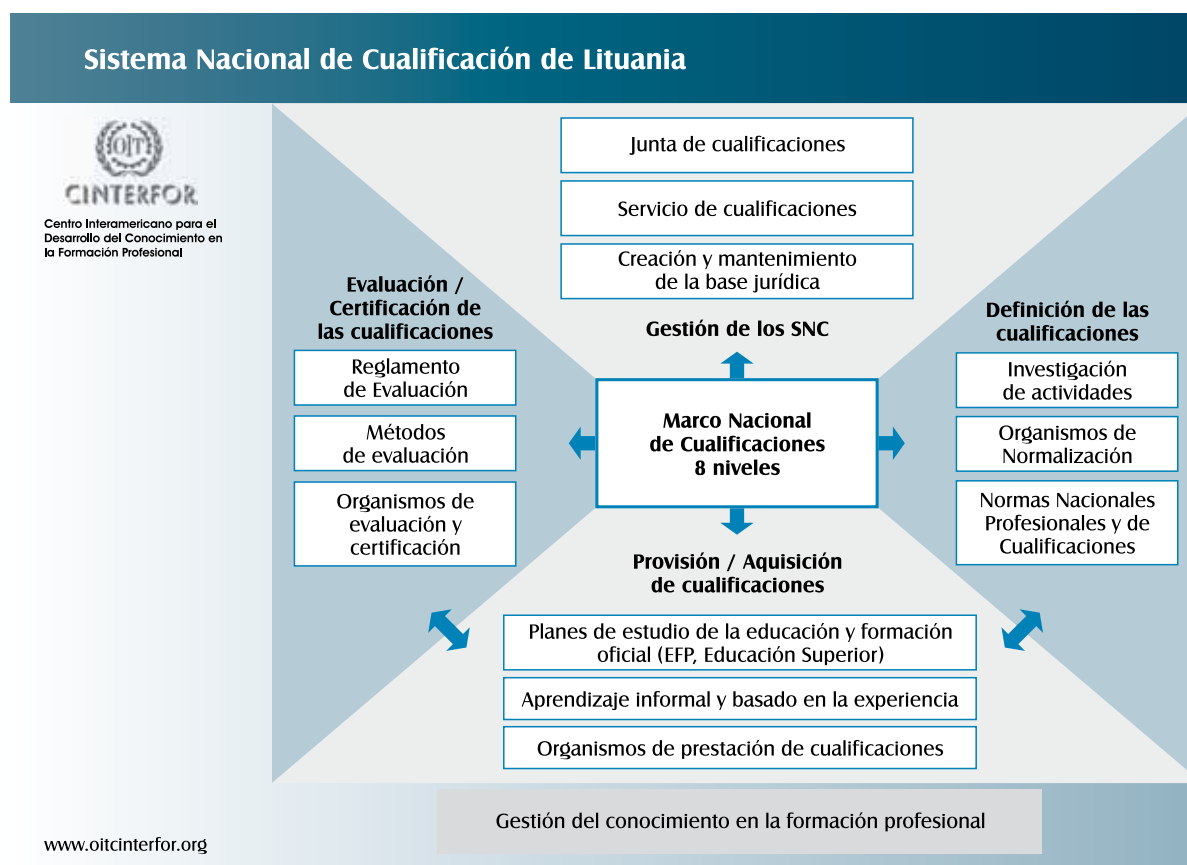 Sistema Nacional de Cualificación de Lituania
OIT
CINTERFOR
Centro Interamericano para el
Desarrollo del Conocimiento en
la Formación Profesional
Junta de cualificaciones
Servicio de cualificaciones
Creación y mantenimiento
de la base jurídica
Gestión de los SNC
Evaluación /
Certificación de
las cualificaciones
Reglamento
de Evaluación
Métodos
de evaluación
Organismos de
evaluación y
certificación
Marco Nacional
de Cualificaciones
8 niveles
Definición de las
cualificaciones
Investigación
de actividades
Organismos de
Normalización
Normas Nacionales
Profesionales y de
Cualificaciones
Provisión / Aquisición
de cualificaciones
Planes de estudio de la educación y formación
oficial (EFP, Educación Superior)
Aprendizaje informal y basado en la experiencia
Organismos de prestación de cualificaciones
Gestión del conocimiento en la formación profesional
www.oitcinterfor.org